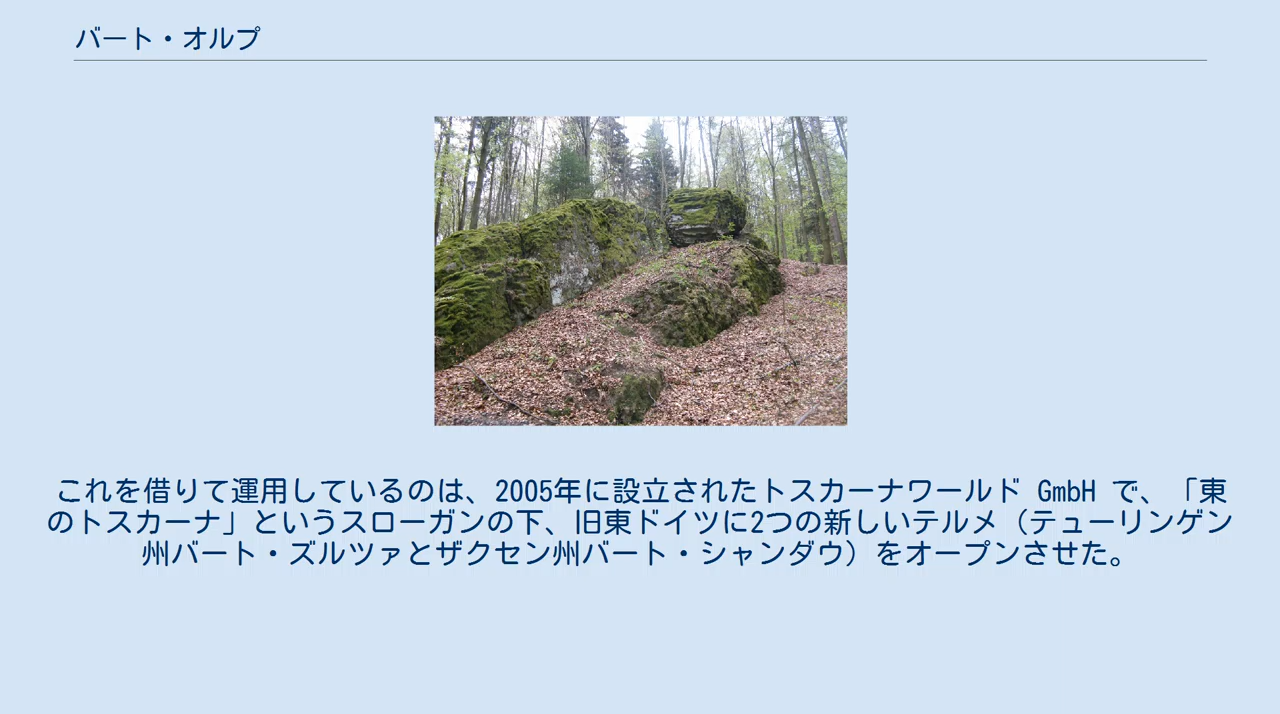 バート・オルプ
これを借りて運用しているのは、2005年に設立されたトスカーナワールド GmbH で、「東
のトスカーナ」というスローガンの下、旧東ドイツに2つの新しいテルメ（テューリンゲン
州バート・ズルツァとザクセン州バート・シャンダウ）をオープンさせた。